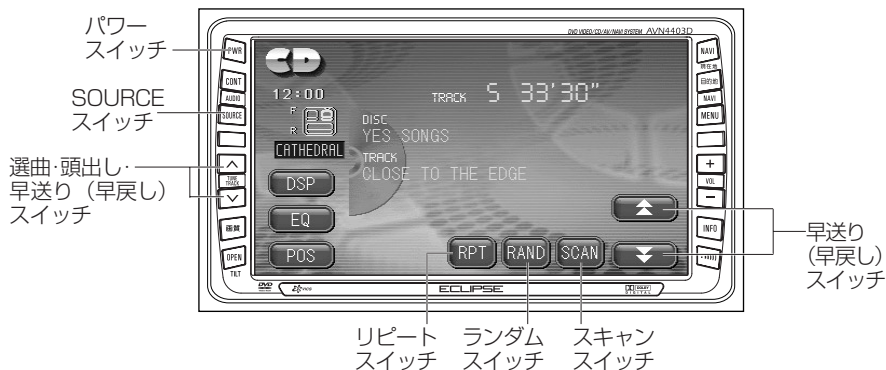 パワー
スイッチ
SOURCE
スイッチ
選曲・頭出し・
早送り（早戻し）
スイッチ
DVD VIDEO/CD/AV/NAVI SYSTEM AVN4403D
PWR
CONT
AUDIO
SOURCE
TUNE
TRACK
画質
OPEN
TILT
CD
12:00
TRACK 5 33'30"
F
R
DISC
YES SONGS
CATHEDRAL
TRACK
CLOSE TO THE EDGE
DSP
EQ
POS
RPT
RAND
SCAN
NAVI
現在地
目的地
NAVI
MENU
+
VOL
−
INFO
DVD
ECLIPSE
DOLBY
DIGITAL
早送り
（早戻し）
スイッチ
リピート
スイッチ
ランダム
スイッチ
スキャン
スイッチ